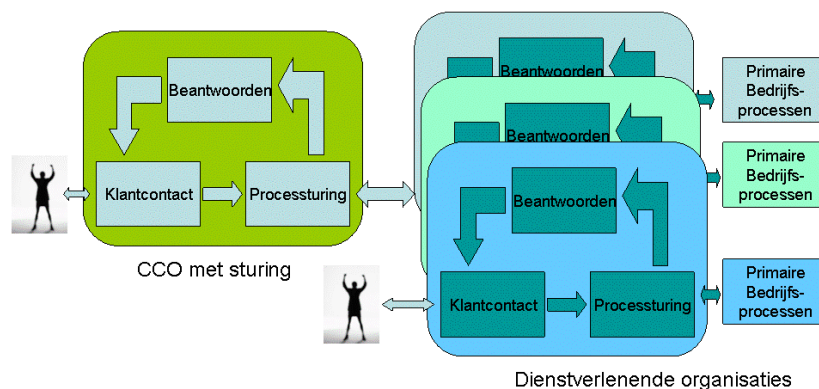 Beantwoorden
Klantcontact
Processturing
CCO met sturing
Beantwoorden
Beantwoorden
Beantwoorden
Klantcontact
Processturing
Primaire
Bedrijfs-
processen
Primaire
Bedrijfs-
processen
Primaire
Bedrijfs-
processen
Dienstverlenende organisaties